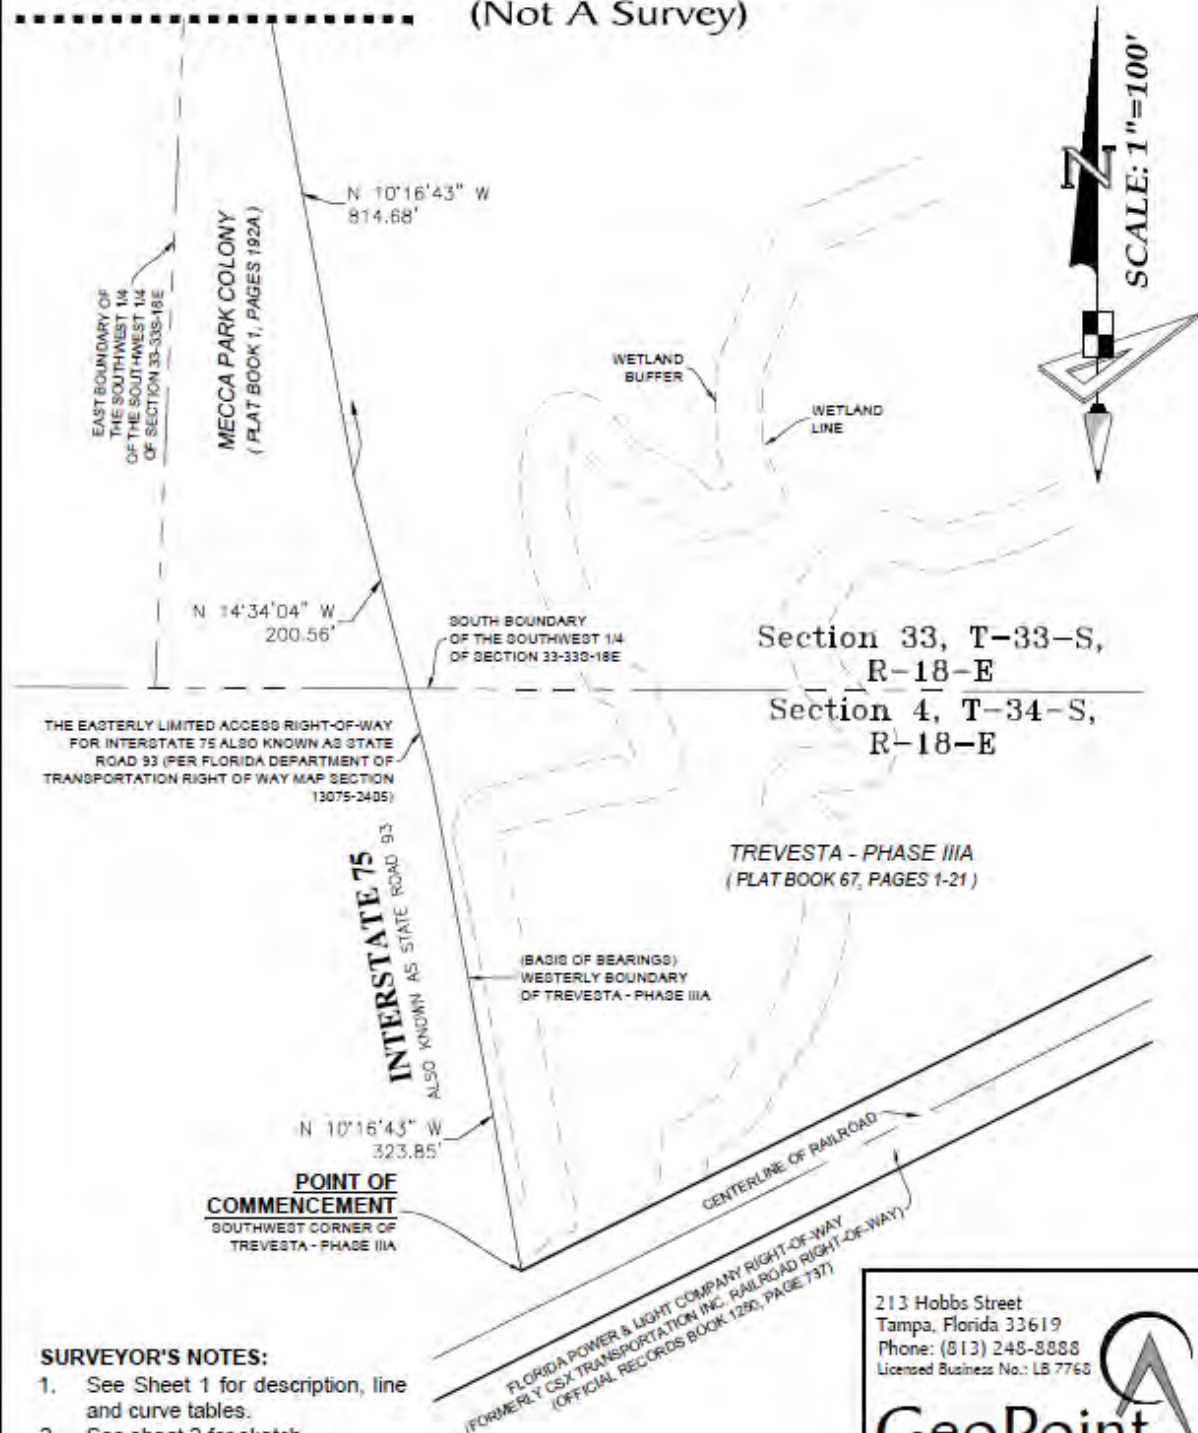 (Not A Survey)
N
SCALE: 1"=100'
N 10°16'43" W
814.68'
EAST BOUNDARY OF
THE SOUTHWEST 1/4
OF THE SOUTHWEST 1/4
OF SECTION 33-33S-18E
MECCA PARK COLONY
( PLAT BOOK 1, PAGES 192A )
WETLAND
BUFFER
WETLAND
LINE
N 14°34'04" W
200.56'
SOUTH BOUNDARY
OF THE SOUTHWEST 1/4
OF SECTION 33-33S-18E
Section 33, T-33-S,
R-18-E
Section 4, T-34-S,
R-18-E
THE EASTERLY LIMITED ACCESS RIGHT-OF-WAY
FOR INTERSTATE 75 ALSO KNOWN AS STATE
ROAD 93 (PER FLORIDA DEPARTMENT OF
TRANSPORTATION RIGHT OF WAY MAP SECTION
13075-2405)
INTERSTATE 75
ALSO KNOWN AS STATE ROAD 93
TREVESTA - PHASE IIIA
( PLAT BOOK 67, PAGES 1-21 )
(BASIS OF BEARINGS)
WESTERLY BOUNDARY
OF TREVESTA - PHASE IIIA
N 10°16'43" W
323.85'
POINT OF
COMMENCEMENT
SOUTHWEST CORNER OF
TREVESTA - PHASE IIIA
CENTERLINE OF RAILROAD
FLORIDA POWER & LIGHT COMPANY RIGHT-OF-WAY
(FORMERLY CSX TRANSPORTATION INC. RAILROAD RIGHT-OF-WAY)
(OFFICIAL RECORDS BOOK 1250, PAGE 737)
SURVEYOR'S NOTES:
1. See Sheet 1 for description, line
and curve tables.
2. See sheet 2 for sketch
213 Hobbs Street
Tampa, Florida 33619
Phone: (813) 248-8888
Licensed Business No.: LB 7768
GeoPoint